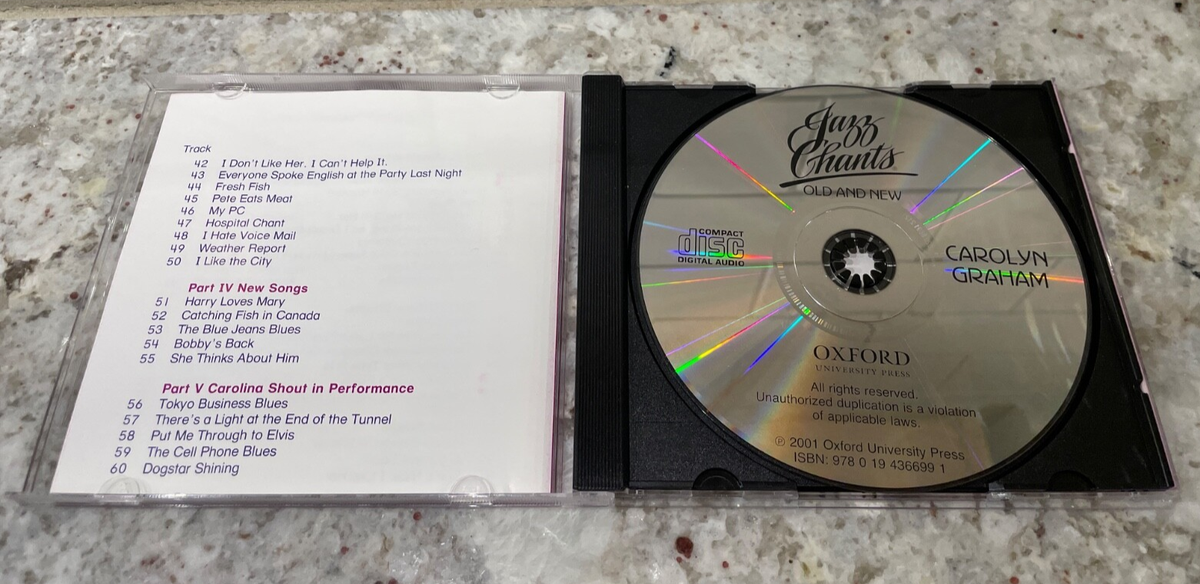 Track
42 I Don't Like Her. I Can't Help It.
43 Everyone Spoke English at the Party Last Night
44 Fresh Fish
45 Pete Eats Meat
46 My PC
47 Hospital Chant
48 I Hate Voice Mail
49 Weather Report
50 I Like the City
Part IV New Songs
51 Harry Loves Mary
52 Catching Fish in Canada
53 The Blue Jeans Blues
54 Bobby's Back
55 She Thinks About Him
Part V Carolina Shout in Performance
56 Tokyo Business Blues
57 There's a Light at the End of the Tunnel
58 Put Me Through to Elvis
59 The Cell Phone Blues
60 Dogstar Shining
Jazz
Chants
OLD AND NEW
COMPACT
disc
DIGITAL AUDIO
CAROLYN
GRAHAM
OXFORD
UNIVERSITY PRESS
All rights reserved.
Unauthorized duplication is a violation
of applicable laws.
℗ 2001 Oxford University Press
ISBN: 978 0 19 436699 1